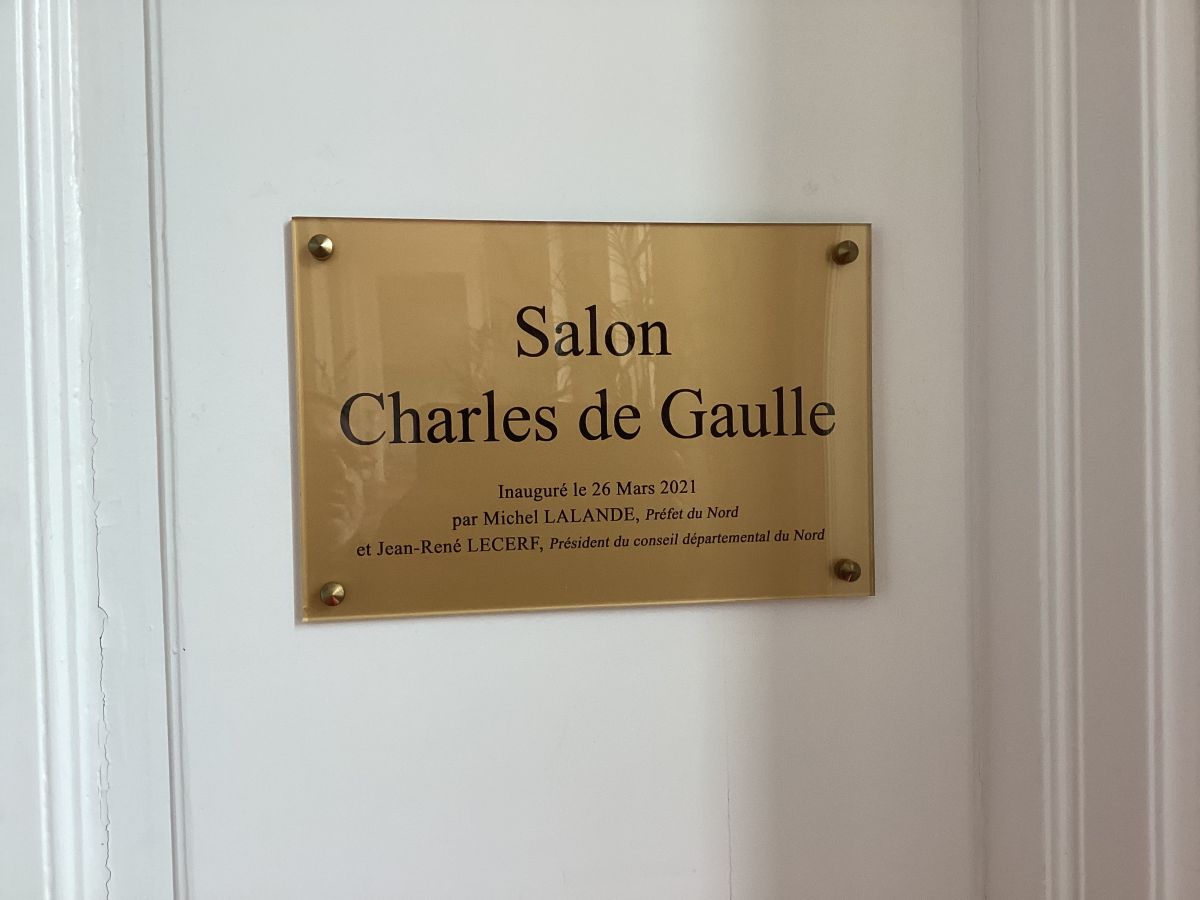 Salon
Charles de Gaulle
Inauguré le 26 Mars 2021
par Michel LALANDE, Préfet du Nord
et Jean-René LECERF, Président du conseil départemental du Nord